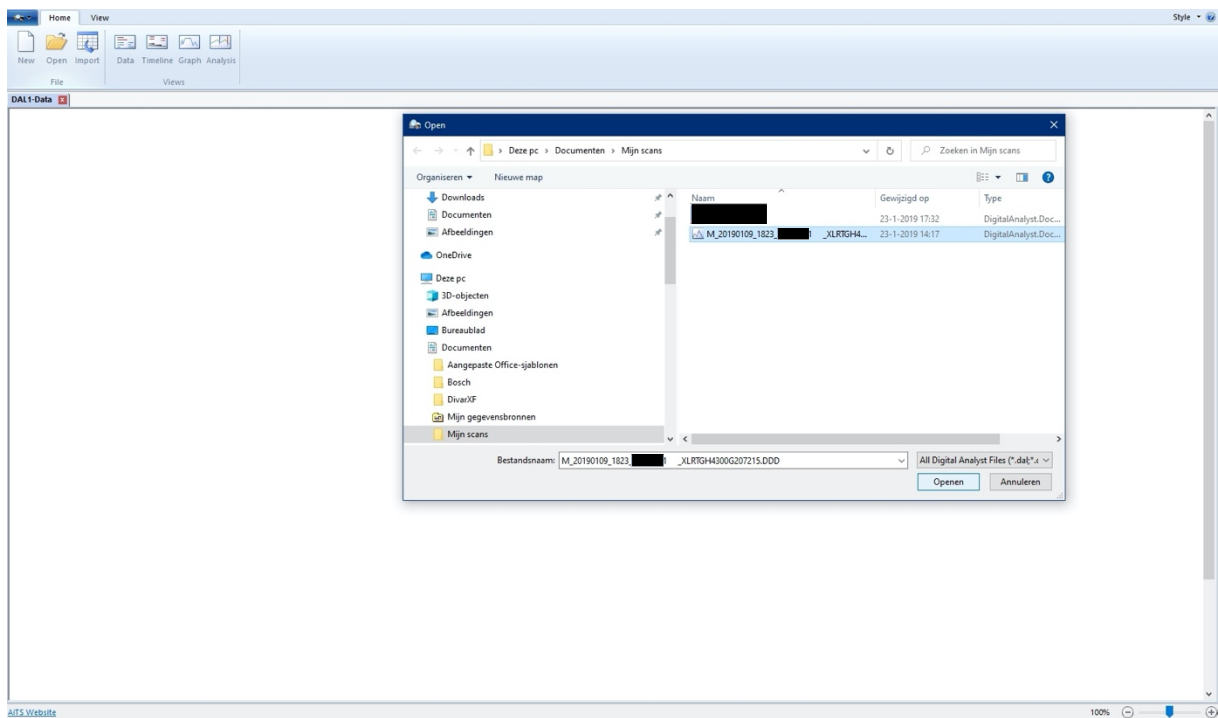 Home View Style
New Open Import Data Timeline Graph Analysis
File Views
DAL1-Data
Open
Deze pc > Documenten > Mijn scans
Zoeken in Mijn scans
Organiseren Nieuwe map
Downloads
Documenten
Afbeeldingen
OneDrive
Deze pc
3D-objecten
Afbeeldingen
Bureaublad
Documenten
Aangepaste Office-sjablonen
Bosch
DivarXF
Mijn gegevensbronnen
Mijn scans
Naam Gewijzigd op Type
23-1-2019 17:32 DigitalAnalyst.Doc...
M_20190109_1823_ 1 _XLRTGH4... 23-1-2019 14:17 DigitalAnalyst.Doc...
Bestandsnaam: M_20190109_1823_ 1 _XLRTGH4300G207215.DDD All Digital Analyst Files (*.dal;*.
Openen Annuleren
AiTS Website 100%